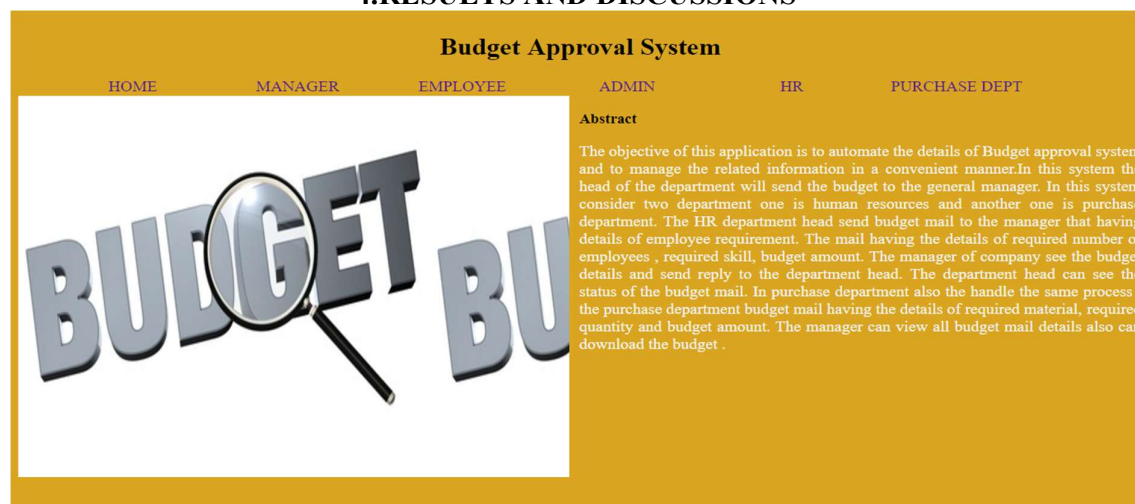 4.RESULTS AND DISCUSSIONS
Budget Approval System
HOME MANAGER EMPLOYEE ADMIN HR PURCHASE DEPT
BUDGET BU
Abstract
The objective of this application is to automate the details of Budget approval system
and to manage the related information in a convenient manner.In this system the
head of the department will send the budget to the general manager. In this system
consider two department one is human resources and another one is purchase
department. The HR department head send budget mail to the manager that having
details of employee requirement. The mail having the details of required number of
employees , required skill, budget amount. The manager of company see the budget
details and send reply to the department head. The department head can see the
status of the budget mail. In purchase department also the handle the same process
the purchase department budget mail having the details of required material, required
quantity and budget amount. The manager can view all budget mail details also can
download the budget .